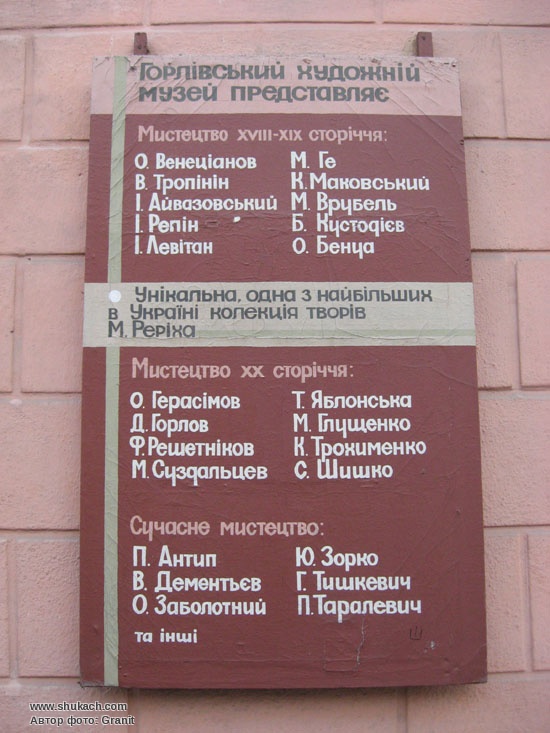 Горлівський художній
музей представляє
Мистецтво XVIII-XIX сторіччя:
О. Венеціанов
В. Тропінін
І. Айвазовський
І. Репін
І. Левітан
М. Ге
К. Маковський
М. Врубель
Б. Кустодієв
О. Бенуа
Унікальна, одна з найбільших
в Україні колекція творів
М. Реріха
Мистецтво XX сторіччя:
О. Герасімов
Д. Горлов
Ф. Решетніков
М. Суздальцев
Т. Яблонська
М. Глущенко
К. Трохименко
С. Шишко
Сучасне мистецтво:
П. Антип
В. Дементьєв
О. Заболотний
Ю. Зорко
Г. Тишкевич
П. Таралевич
та інші
www.shukach.com
Автор фото: Granit